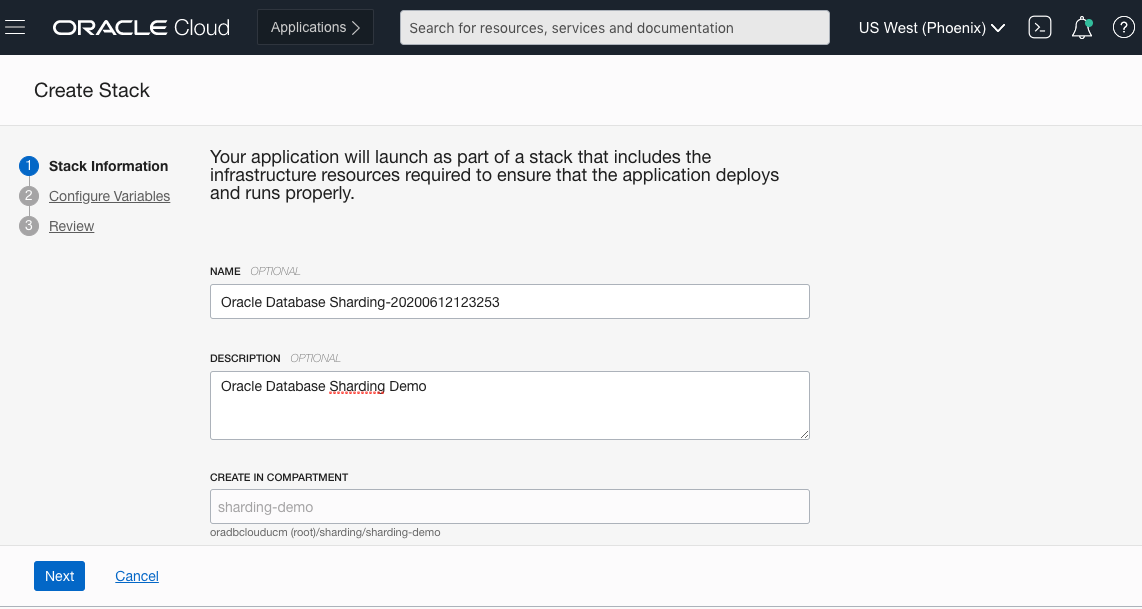 ORACLE Cloud
Applications
Search for resources, services and documentation
US West (Phoenix)
?
Create Stack
1 Stack Information
2 Configure Variables
3 Review
Your application will launch as part of a stack that includes the
infrastructure resources required to ensure that the application deploys
and runs properly.
NAME OPTIONAL
Oracle Database Sharding-20200612123253
DESCRIPTION OPTIONAL
Oracle Database Sharding Demo
CREATE IN COMPARTMENT
sharding-demo
oradbclouducm (root)/sharding/sharding-demo
Next
Cancel